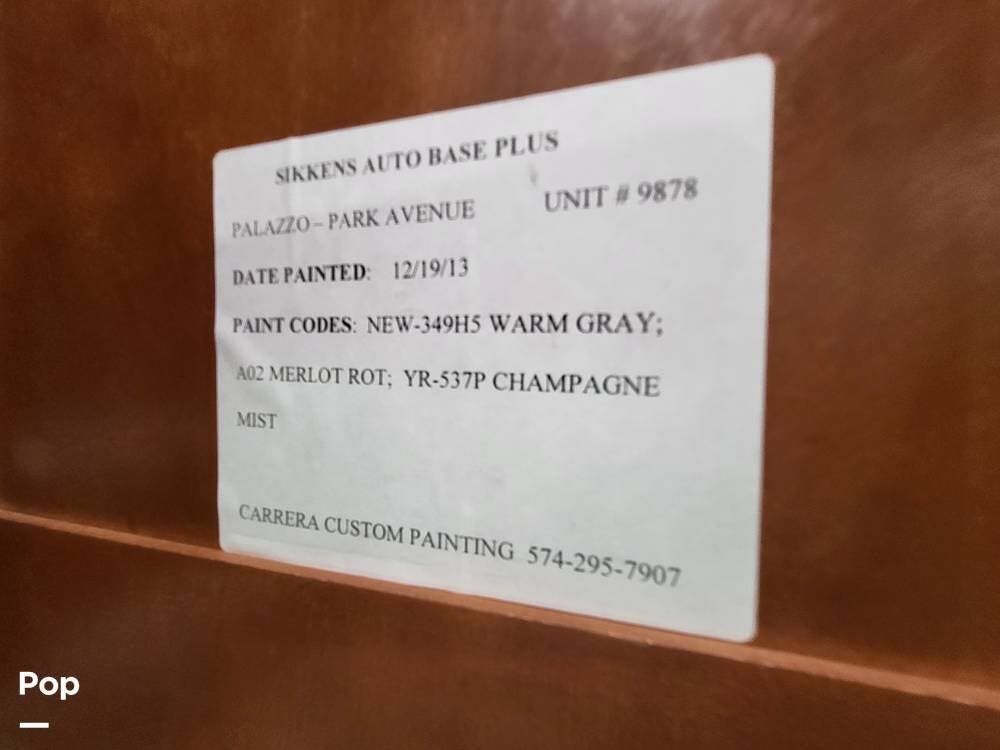 SIKKENS AUTO BASE PLUS
PALAZZO – PARK AVENUE UNIT # 9878
DATE PAINTED: 12/19/13
PAINT CODES: NEW-349H5 WARM GRAY;
A02 MERLOT ROT; YR-537P CHAMPAGNE
MIST
CARRERA CUSTOM PAINTING 574-295-7907
Pop